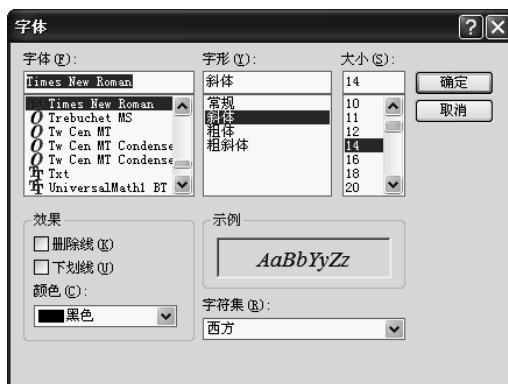 字体
字体(F):
字形(Y):
大小(S):
Times New Roman
斜体
14
确定
取消
Times New Roman
Trebuchet MS
Tw Cen MT
Tw Cen MT Condense
Tw Cen MT Condense
Txt
UniversalMath1 BT
常规
斜体
粗体
粗斜体
10
11
12
14
16
18
20
效果
删除线(K)
下划线(U)
颜色(C):
黑色
示例
AaBbYyZz
字符集(R):
西方